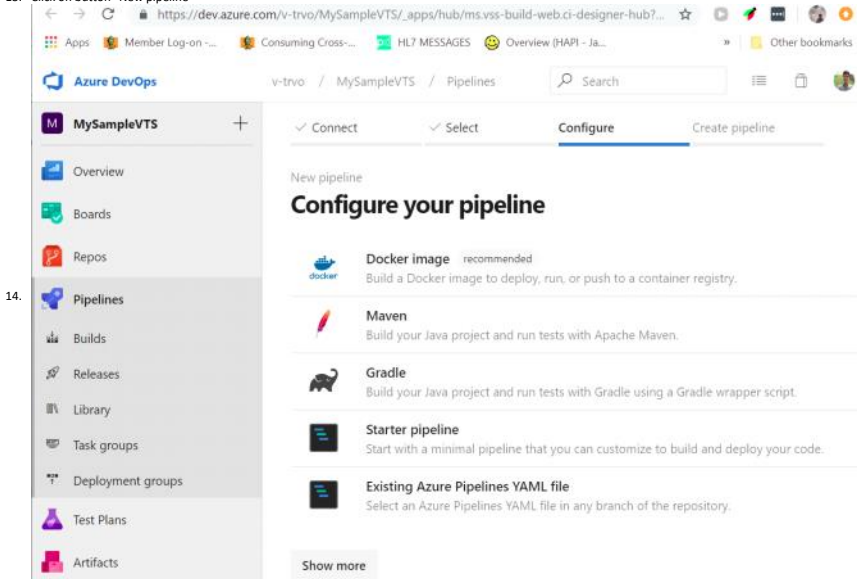 13. Click on button "New pipeline"
https://dev.azure.com/v-trvo/MySampleVTS/_apps/hub/ms.vss-build-web.ci-designer-hub?...
Apps Member Log-on -... Consuming Cross-... HL7 MESSAGES Overview (HAPI - Ja... » Other bookmarks
Azure DevOps v-trvo / MySampleVTS / Pipelines Search
M MySampleVTS +
Connect Select Configure Create pipeline
Overview
Boards
Repos
14. Pipelines
Builds
Releases
Library
Task groups
Deployment groups
Test Plans
Artifacts
New pipeline
Configure your pipeline
docker
Docker image recommended
Build a Docker image to deploy, run, or push to a container registry.
Maven
Build your Java project and run tests with Apache Maven.
Gradle
Build your Java project and run tests with Gradle using a Gradle wrapper script.
Starter pipeline
Start with a minimal pipeline that you can customize to build and deploy your code.
Existing Azure Pipelines YAML file
Select an Azure Pipelines YAML file in any branch of the repository.
Show more